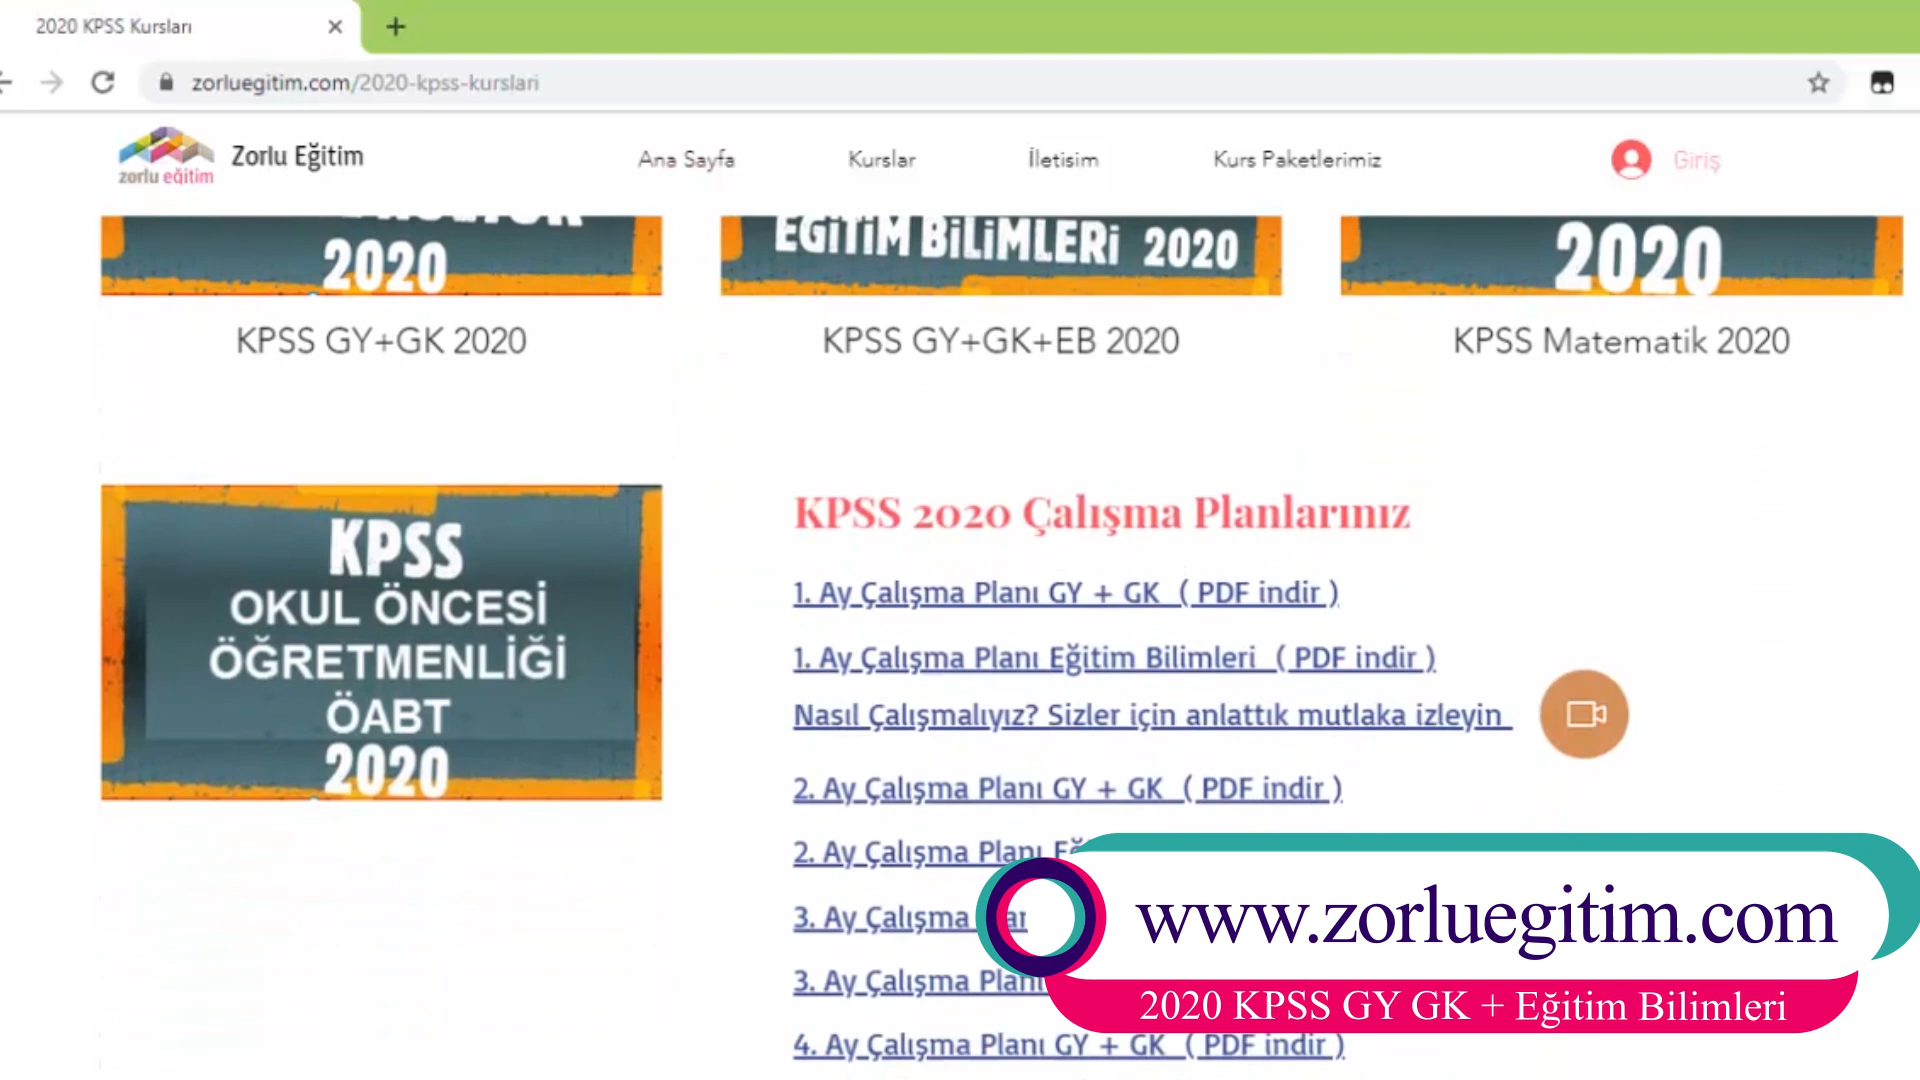 2020 KPSS Kursları
zorluegitim.com/2020-kpss-kurslari
zorlu eğitim
Zorlu Eğitim
Ana Sayfa
Kurslar
İletisim
Kurs Paketlerimiz
Giriş
2020
EĞİTİM BİLİMLERİ 2020
2020
KPSS GY+GK 2020
KPSS GY+GK+EB 2020
KPSS Matematik 2020
KPSS
OKUL ÖNCESİ
ÖĞRETMENLİĞİ
ÖABT
2020
KPSS 2020 Çalışma Planlarınız
1. Ay Çalışma Planı GY + GK ( PDF indir )
1. Ay Çalışma Planı Eğitim Bilimleri ( PDF indir )
Nasıl Çalışmalıyız? Sizler için anlattık mutlaka izleyin
2. Ay Çalışma Planı GY + GK ( PDF indir )
2. Ay Çalışma Planı
3. Ay Çalışma
3. Ay Çalışma Planı
4. Ay Çalışma Planı GY + GK ( PDF indir )
www.zorluegitim.com
2020 KPSS GY GK + Eğitim Bilimleri